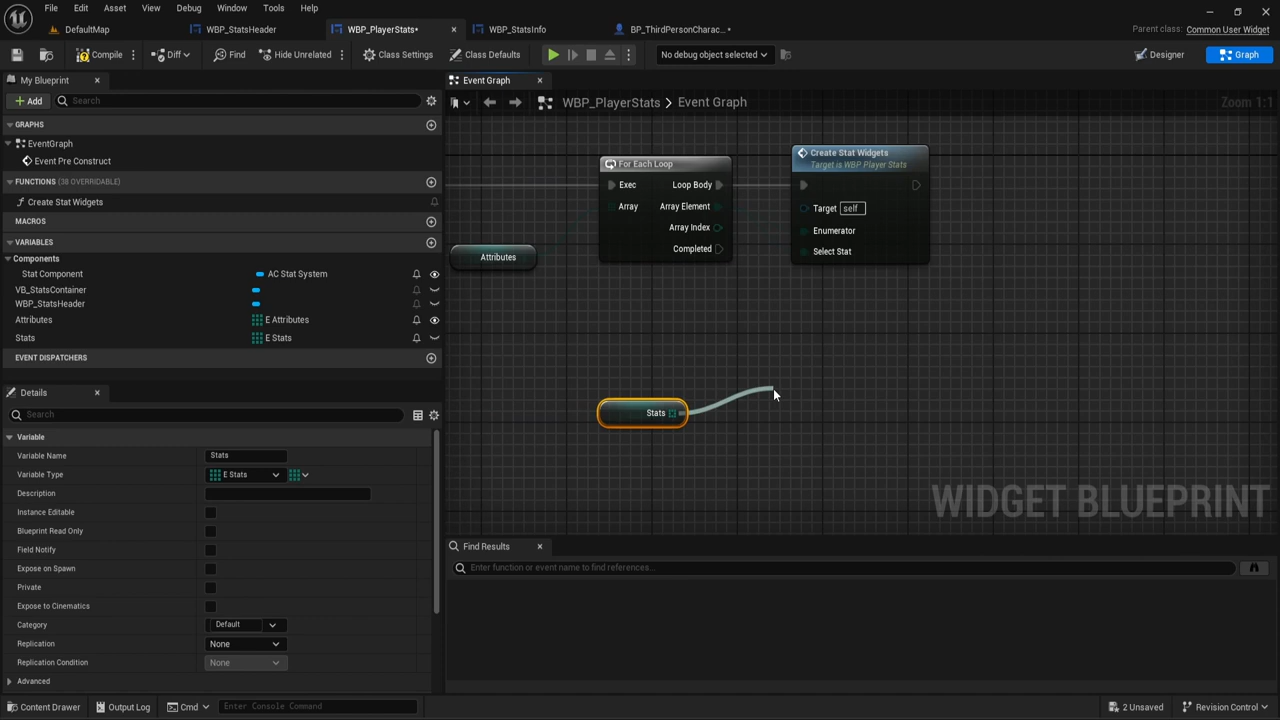 File Edit Asset View Debug Window Tools Help
DefaultMap WBP_StatsHeader WBP_PlayerStats* WBP_StatsInfo BP_ThirdPersonCharac...* Parent class: Common User Widget
Compile Diff Find Hide Unrelated Class Settings Class Defaults No debug object selected Designer Graph
My Blueprint
Add Search
GRAPHS
EventGraph
Event Pre Construct
FUNCTIONS (38 OVERRIDABLE)
Create Stat Widgets
MACROS
VARIABLES
Components
Stat Component AC Stat System
VB_StatsContainer
WBP_StatsHeader
Attributes E Attributes
Stats E Stats
EVENT DISPATCHERS
Details
Search
Variable
Variable Name Stats
Variable Type E Stats
Description
Instance Editable
Blueprint Read Only
Field Notify
Expose on Spawn
Private
Expose to Cinematics
Category Default
Replication None
Replication Condition None
Advanced
Event Graph
WBP_PlayerStats > Event Graph Zoom 1:1
For Each Loop
Exec Loop Body
Array Array Element
Array Index
Completed
Create Stat Widgets
Target is WBP Player Stats
Target self
Enumerator
Select Stat
Attributes
Stats
WIDGET BLUEPRINT
Find Results
Enter function or event name to find references...
Content Drawer Output Log Cmd Enter Console Command 2 Unsaved Revision Control